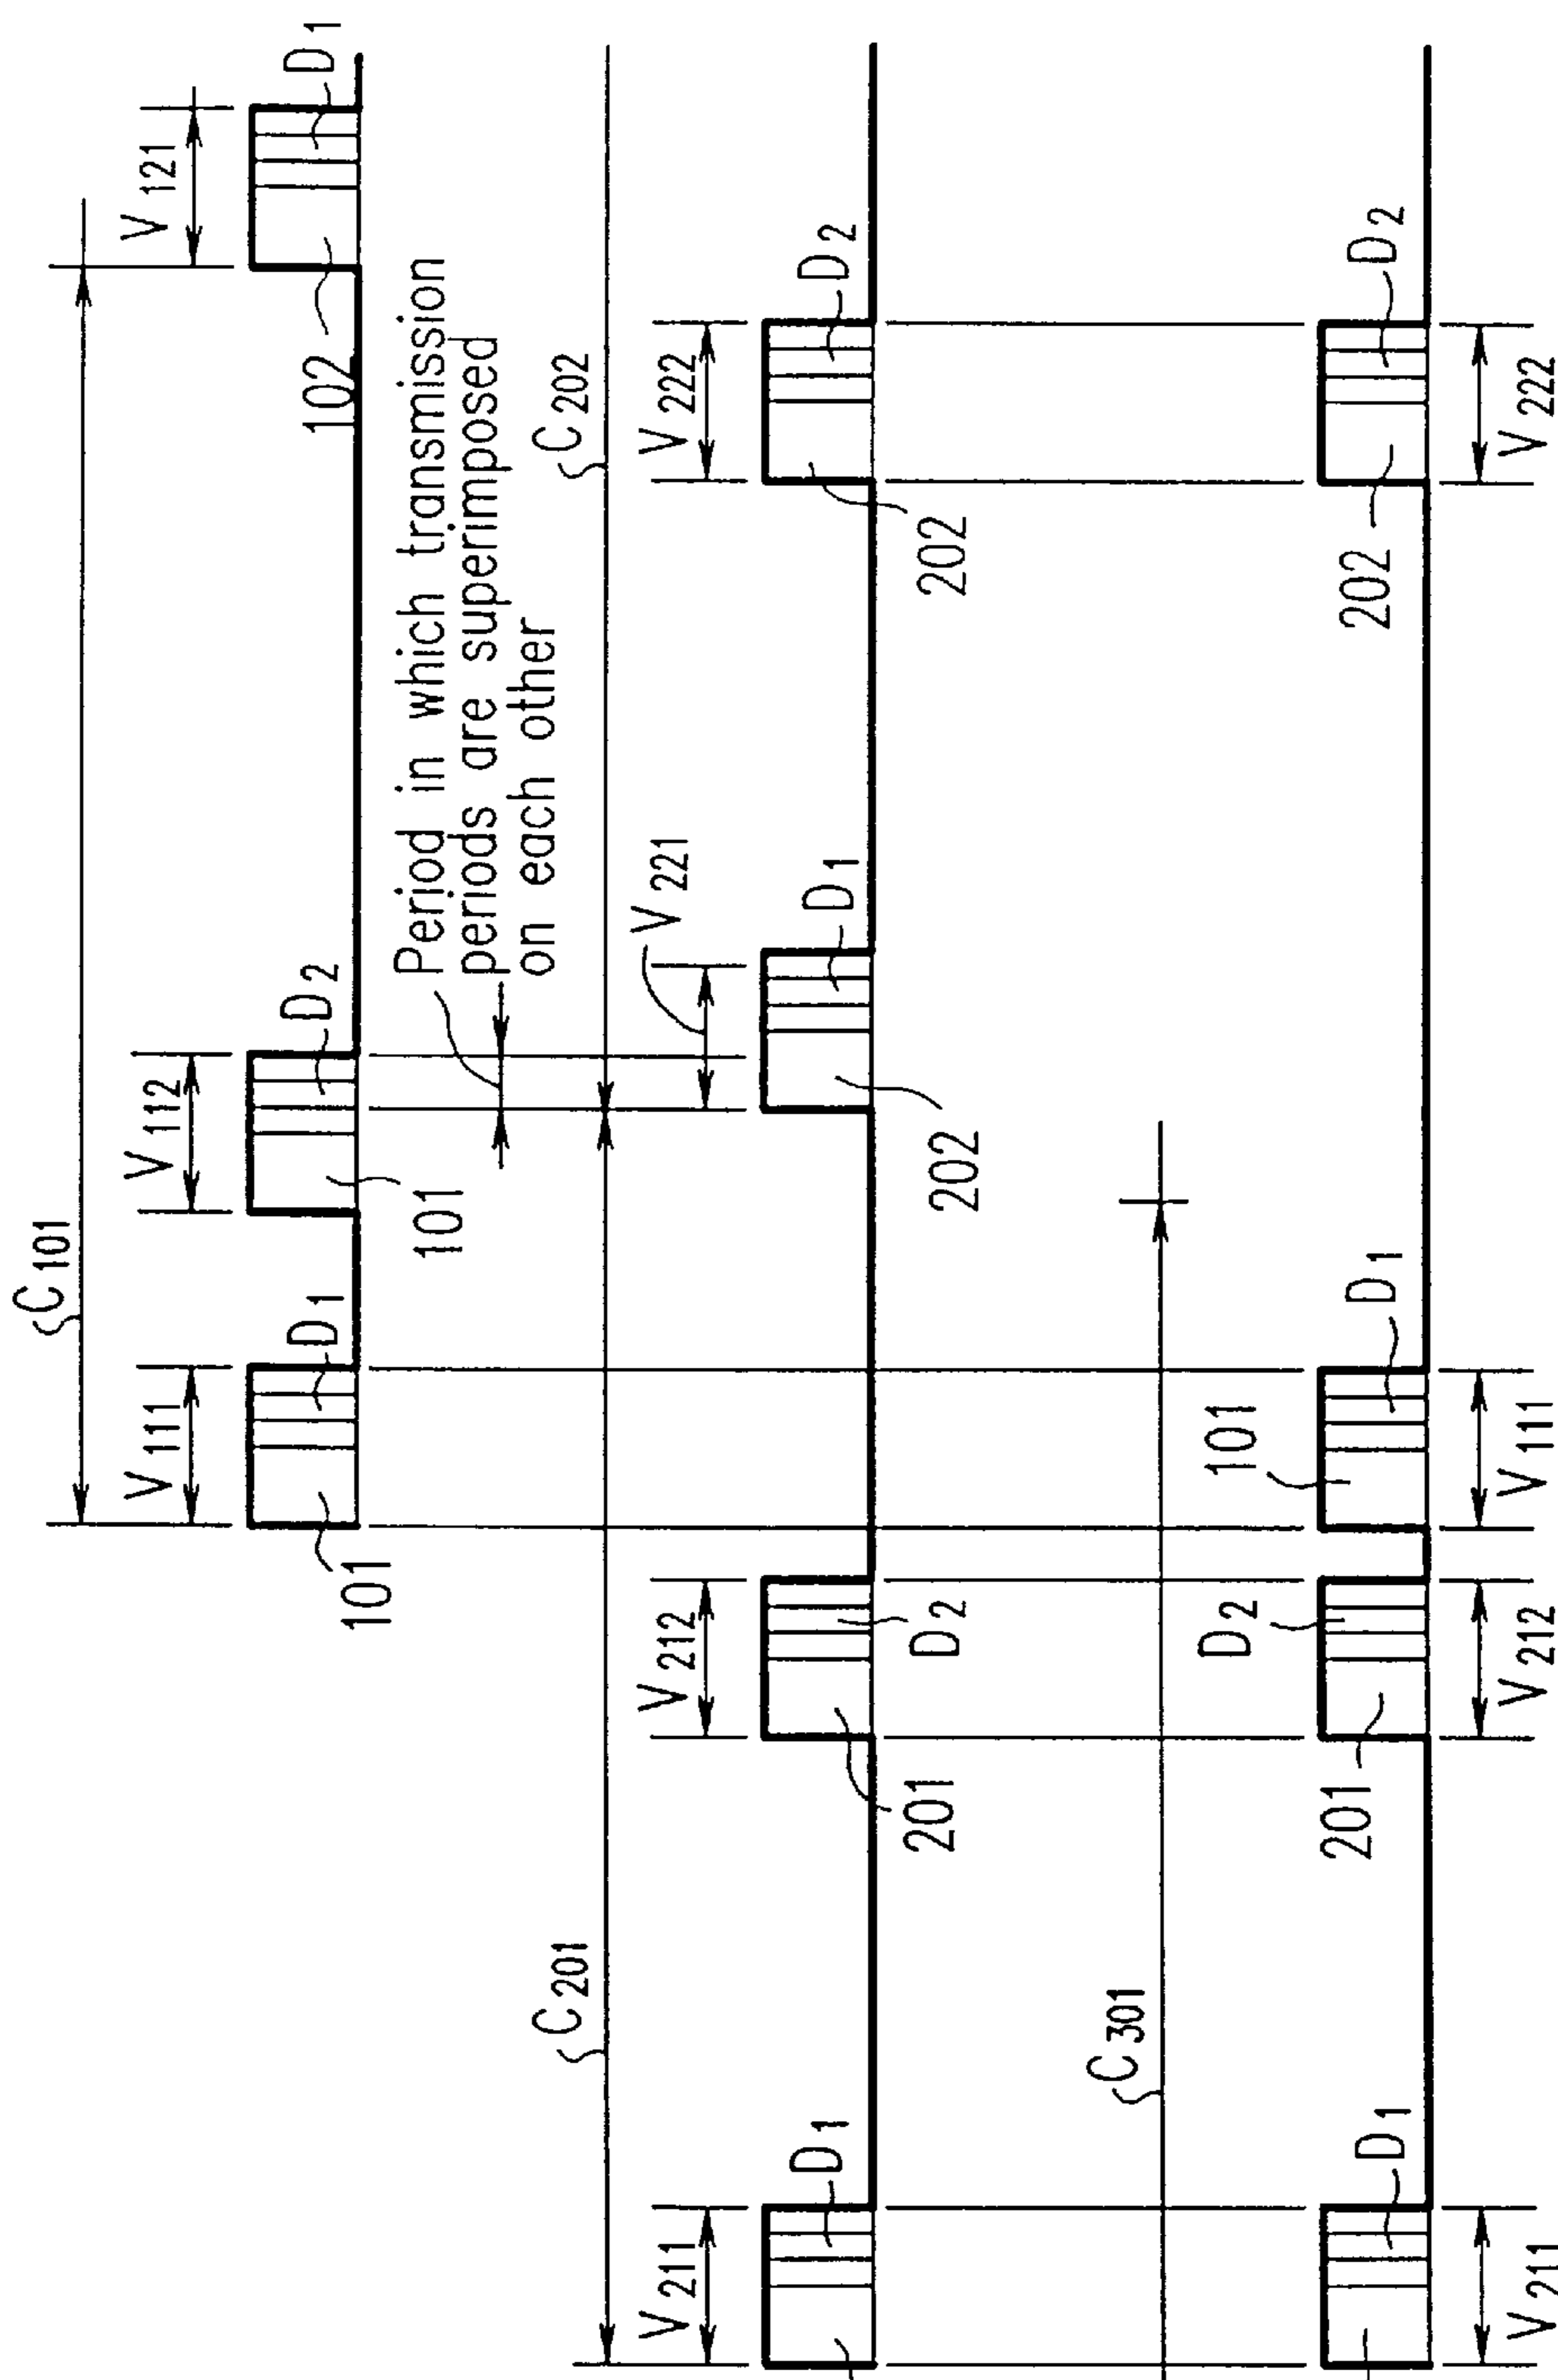 C101
V111
V112
V121
D1
D2
D1
101
101
102
Period in which transmission
periods are superimposed
on each other
C201
C202
V211
V212
V221
V222
D1
D2
D1
D2
201
202
202
C301
D1
D2
101
D1
D2
201
202
V211
V212
V111
V222